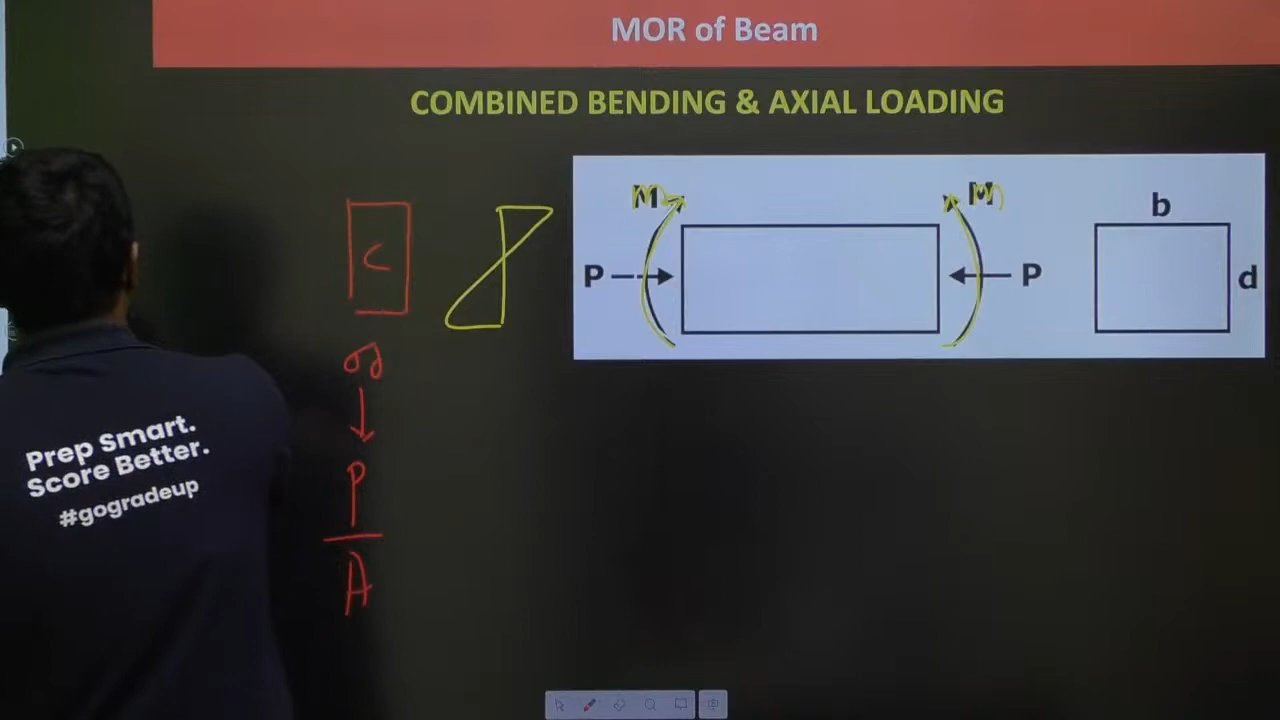 MOR of Beam
COMBINED BENDING & AXIAL LOADING
M
M
b
C
P
P
d
P
A
Prep Smart.
Score Better.
#gogradeup